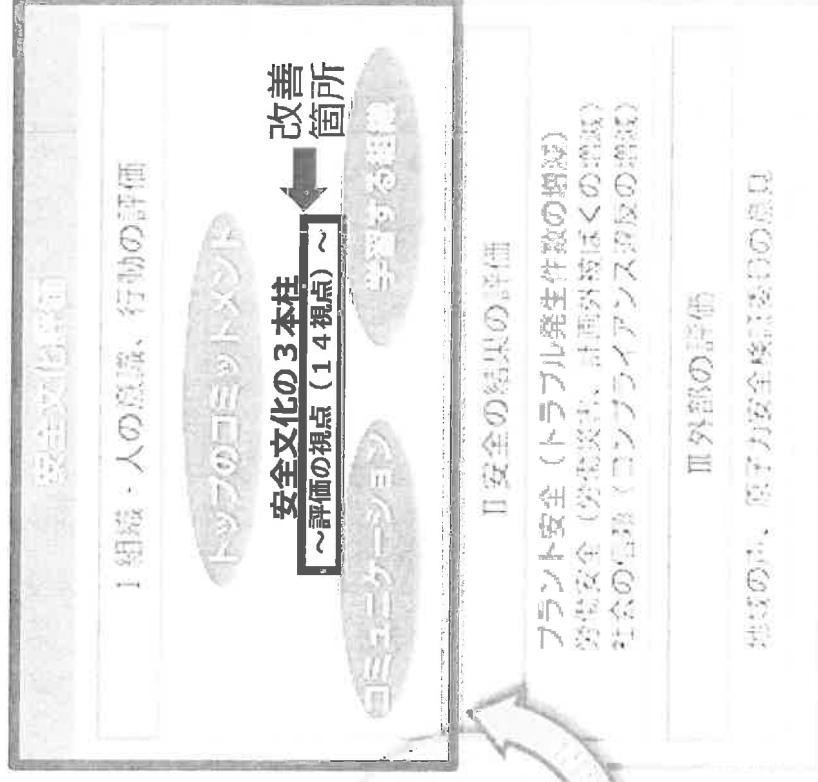 安全文化評価
Ⅰ 組織・人の意識、行動の評価
トップのコミットメント
安全文化の３本柱
～評価の視点（１４視点）～
改善
箇所
コミュニケーション
学習する組織
Ⅱ 安全の結果の評価
プラント安全（トラブル発生件数の増減）
労働安全（労働災害、計画外被ばくの増減）
社会の信頼（コンプライアンス違反の増減）
Ⅲ 外部の評価
地域の声、原子力安全検証委員の意見